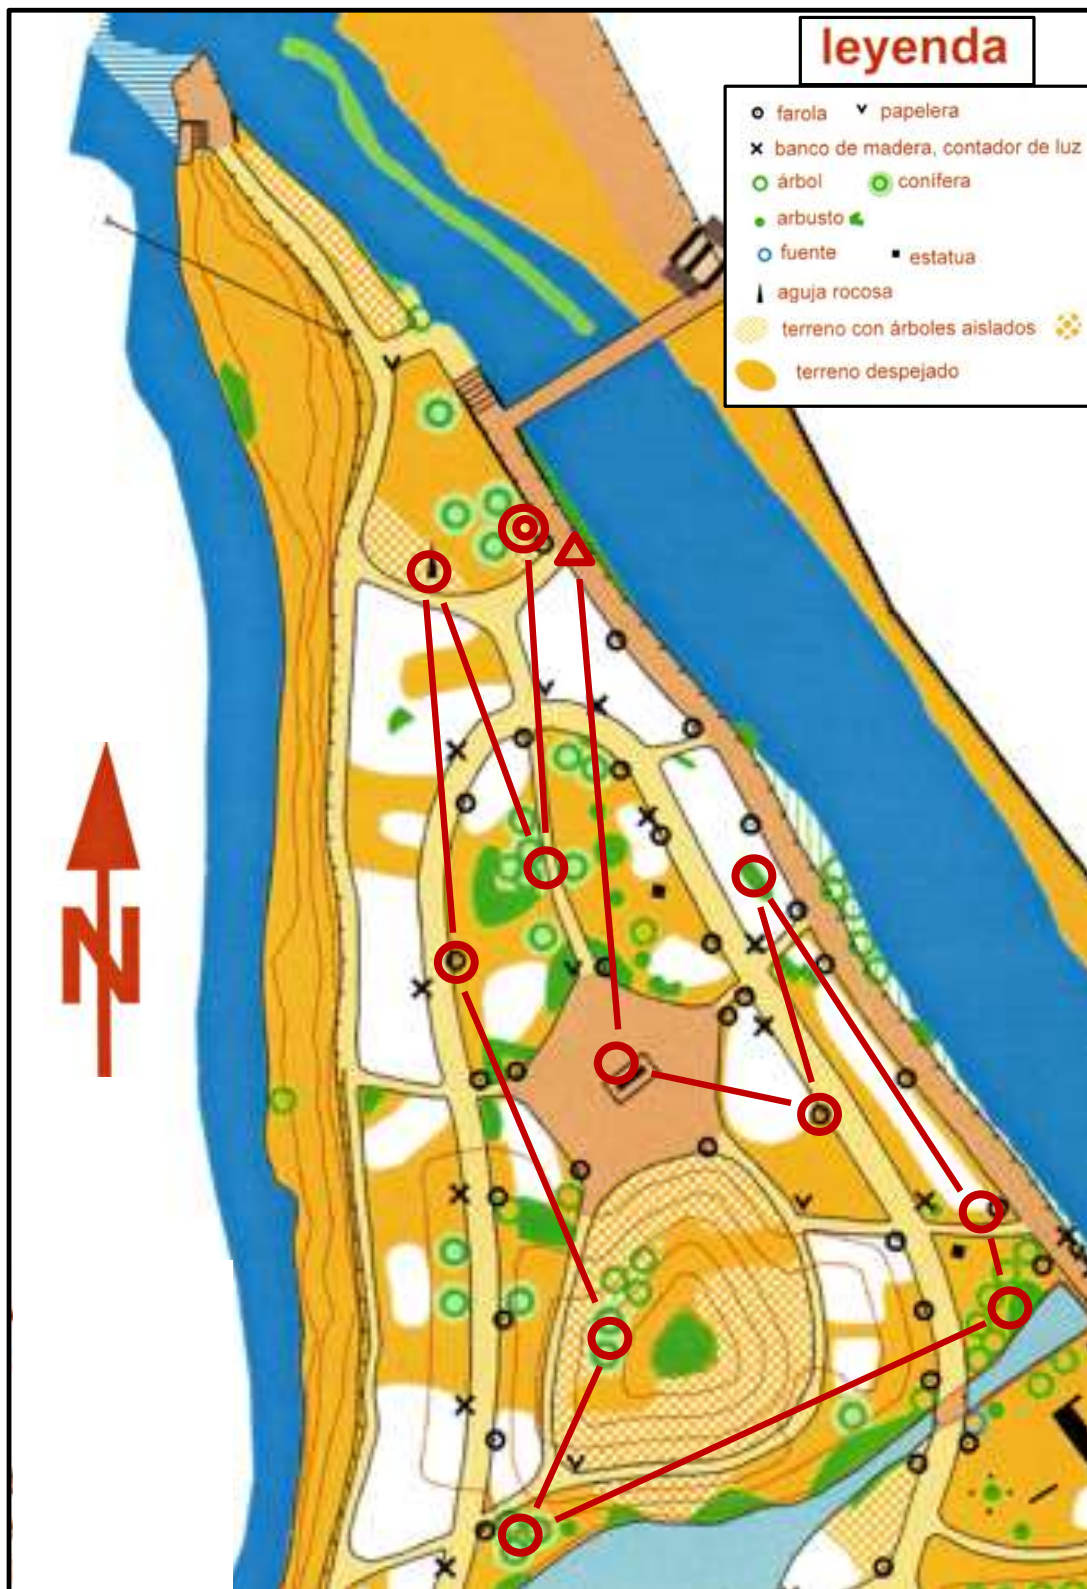 leyenda
farola papelera
banco de madera, contador de luz
árbol conífera
arbusto
fuente estatua
aguja rocosa
terreno con árboles aislados
terreno despejado
N